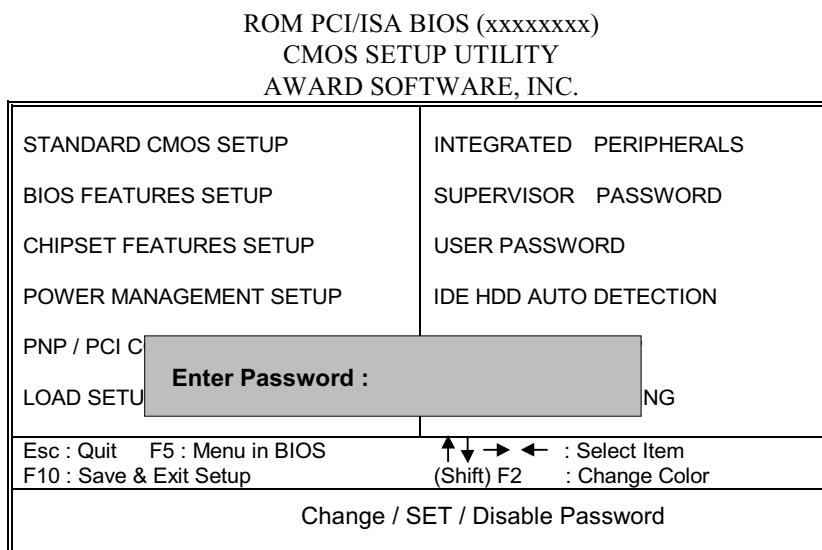 ROM PCI/ISA BIOS (xxxxxxxx)
CMOS SETUP UTILITY
AWARD SOFTWARE, INC.
STANDARD CMOS SETUP
BIOS FEATURES SETUP
CHIPSET FEATURES SETUP
POWER MANAGEMENT SETUP
PNP / PCI C
LOAD SETU
INTEGRATED PERIPHERALS
SUPERVISOR PASSWORD
USER PASSWORD
IDE HDD AUTO DETECTION
NG
Enter Password :
Esc : Quit F5 : Menu in BIOS
F10 : Save & Exit Setup
↑ ↓ → ← : Select Item
(Shift) F2 : Change Color
Change / SET / Disable Password